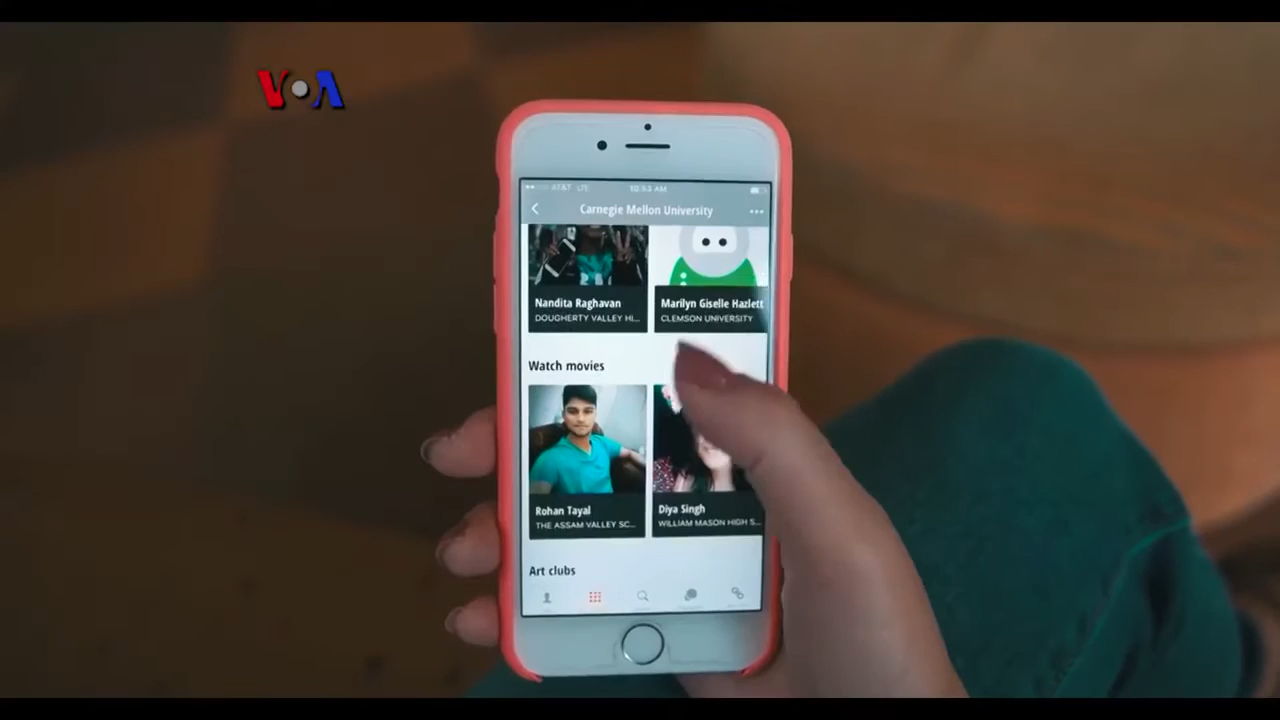 VOA
AT&T LTE
10:53 AM
Carnegie Mellon University
Nandita Raghavan
DOUGHERTY VALLEY HI...
Marilyn Giselle Hazlett
CLEMSON UNIVERSITY
Watch movies
Rohan Tayal
THE ASSAM VALLEY SC...
Diya Singh
WILLIAM MASON HIGH S...
Art clubs